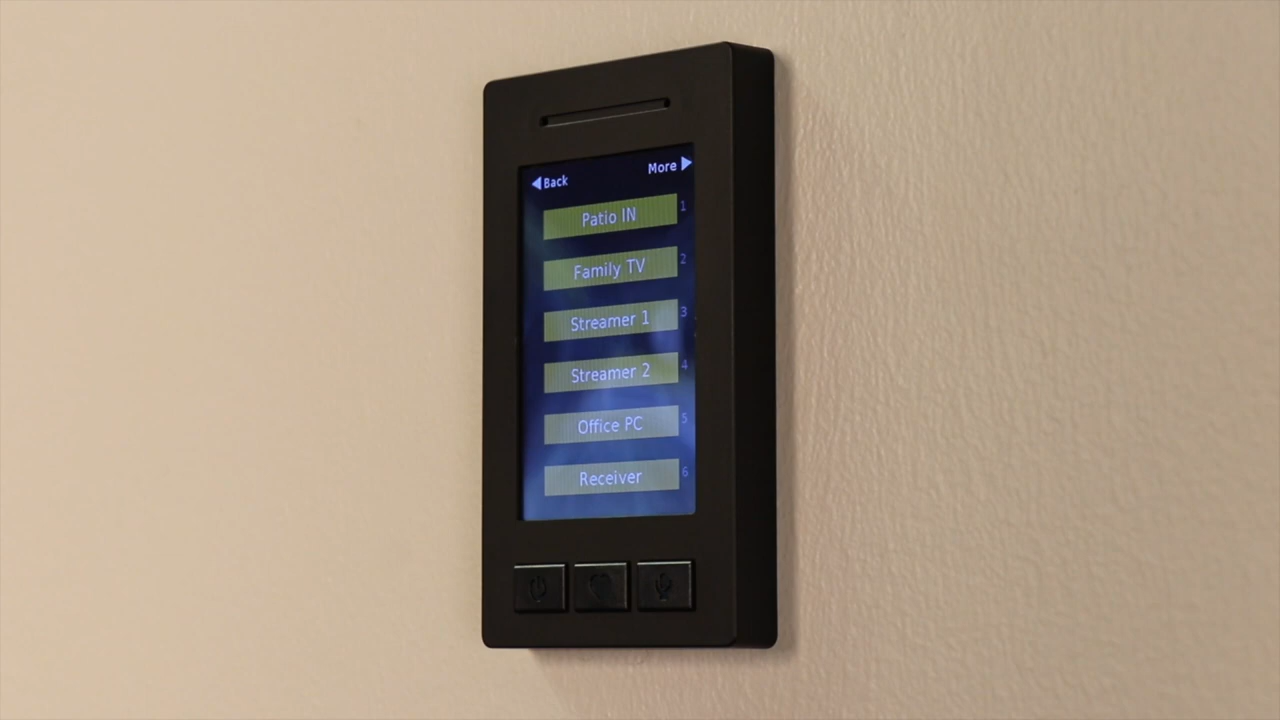 Back
More
Patio IN 1
Family TV 2
Streamer 1 3
Streamer 2 4
Office PC 5
Receiver 6